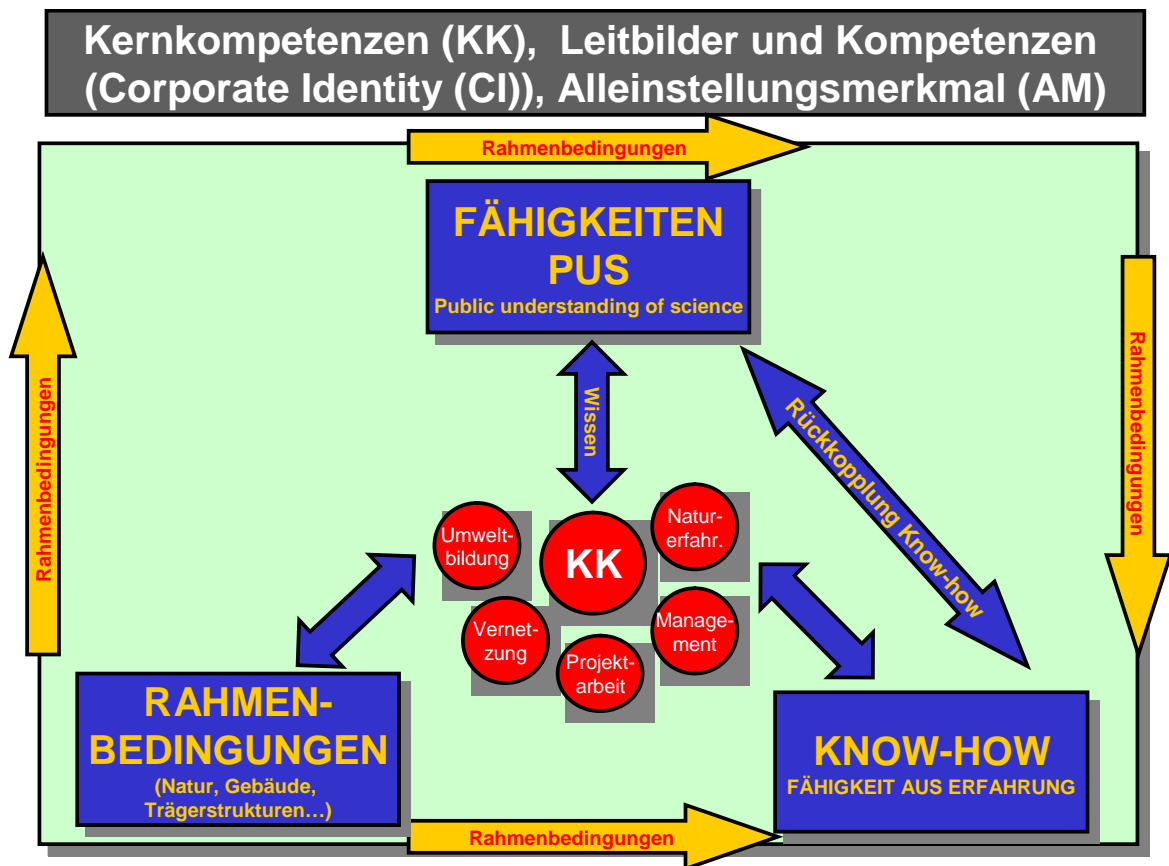 Kernkompetenzen (KK), Leitbilder und Kompetenzen
(Corporate Identity (CI)), Alleinstellungsmerkmal (AM)
Rahmenbedingungen
FÄHIGKEITEN
PUS
Public understanding of science
Rahmenbedingungen
Rahmenbedingungen
Wissen
Rückkopplung Know-how
Umwelt-
bildung
KK
Natur-
erfahr.
Vernet-
zung
Projekt-
arbeit
Manage-
ment
RAHMEN-
BEDINGUNGEN
(Natur, Gebäude,
Trägerstrukturen…)
KNOW-HOW
FÄHIGKEIT AUS ERFAHRUNG
Rahmenbedingungen